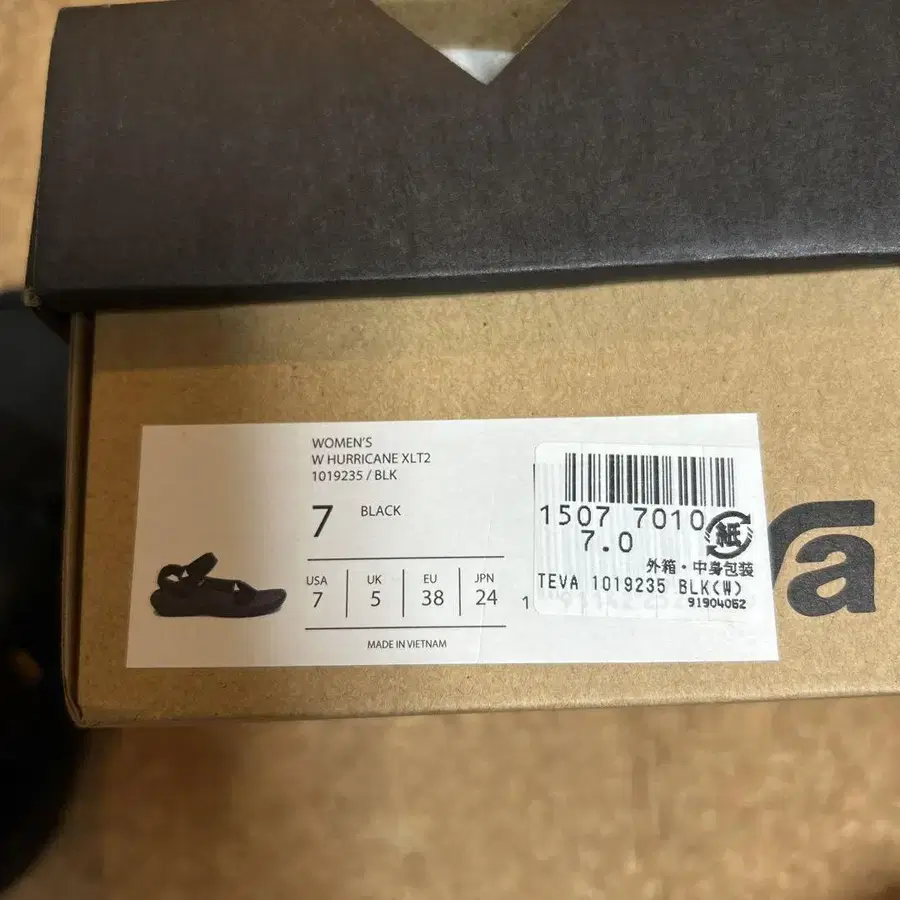 WOMEN'S
W HURRICANE XLT2
1019235 / BLK
7 BLACK
USA UK EU JPN
7 5 38 24
MADE IN VIETNAM
1
1507 7010
7.0
紙
外箱・中身包装
TEVA 1019235 BLK(W)
91904062
va